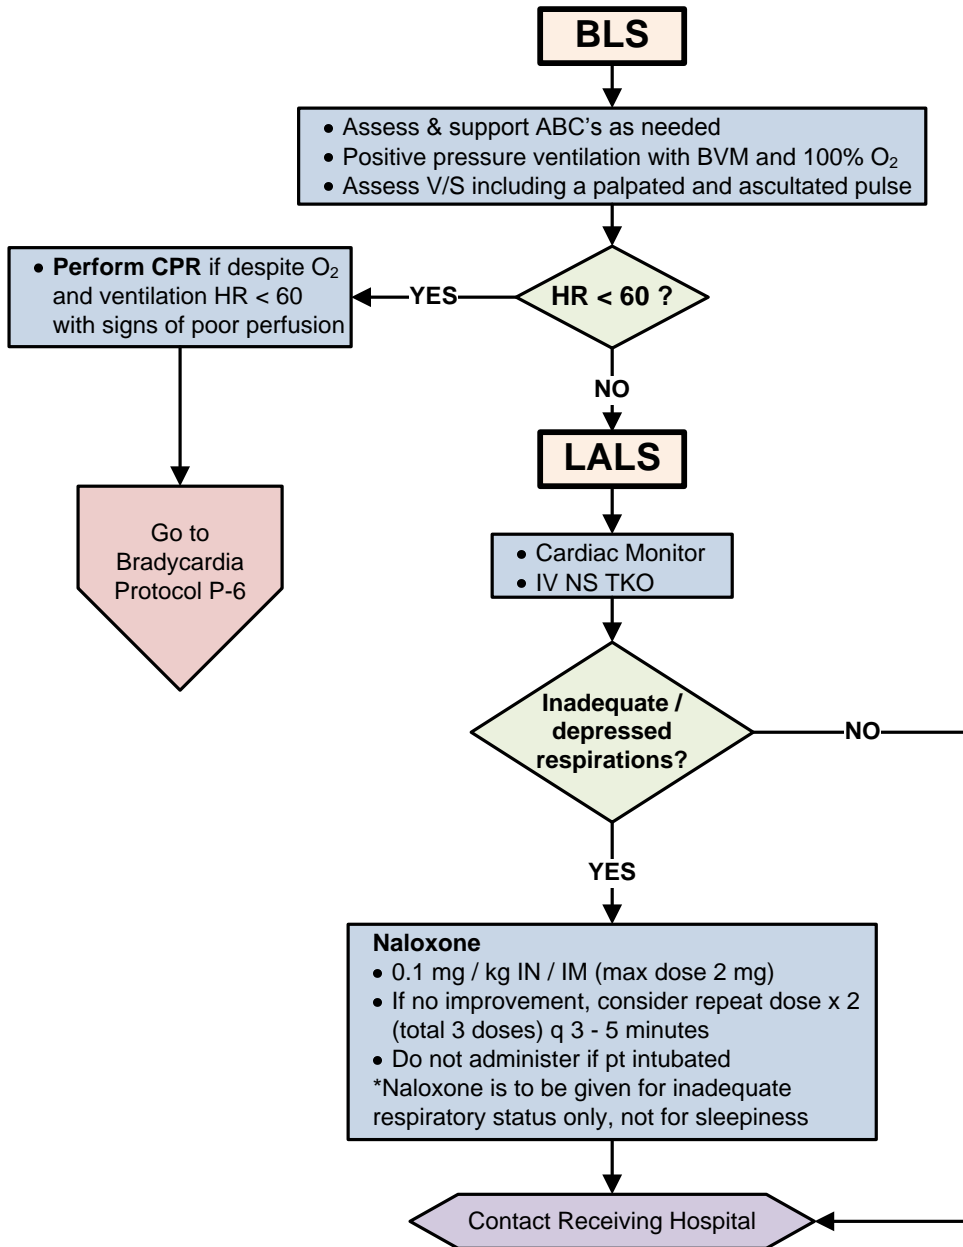 BLS
• Assess & support ABC's as needed
• Positive pressure ventilation with BVM and 100% O₂
• Assess V/S including a palpated and ascultated pulse
HR < 60 ?
YES
• Perform CPR if despite O₂
and ventilation HR < 60
with signs of poor perfusion
Go to
Bradycardia
Protocol P-6
NO
LALS
• Cardiac Monitor
• IV NS TKO
Inadequate /
depressed
respirations?
NO
YES
Naloxone
• 0.1 mg / kg IN / IM (max dose 2 mg)
• If no improvement, consider repeat dose x 2
(total 3 doses) q 3 - 5 minutes
• Do not administer if pt intubated
*Naloxone is to be given for inadequate
respiratory status only, not for sleepiness
Contact Receiving Hospital